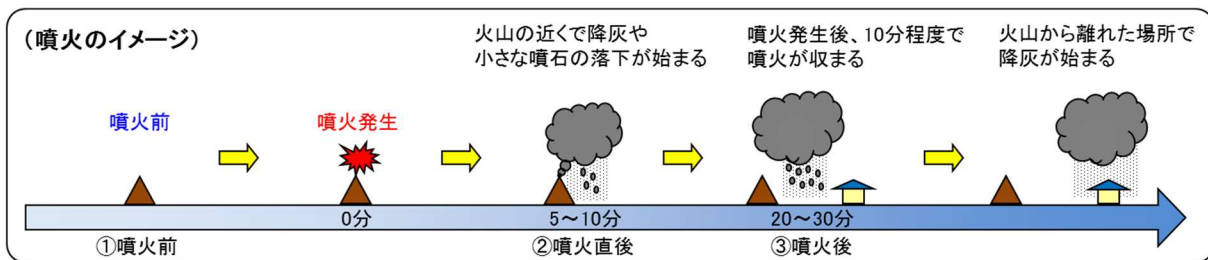 (噴火のイメージ)
火山の近くで降灰や
小さな噴石の落下が始まる
噴火発生後、10分程度で
噴火が収まる
火山から離れた場所で
降灰が始まる
噴火前
噴火発生
0分
5~10分
20~30分
①噴火前
②噴火直後
③噴火後